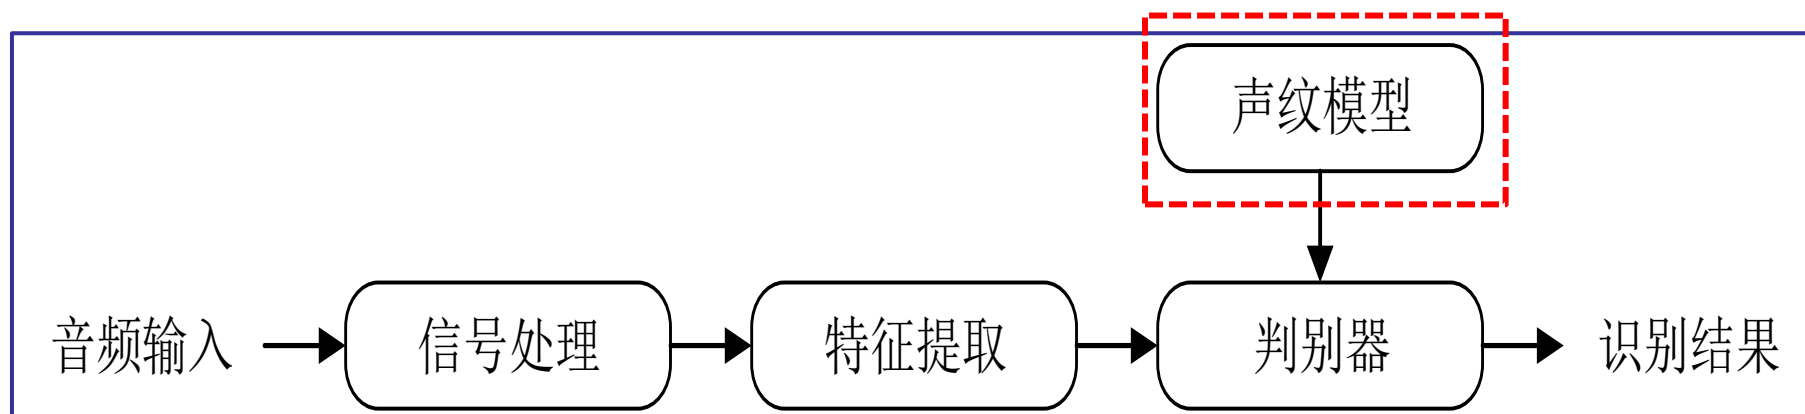 声纹模型
音频输入
信号处理
特征提取
判别器
识别结果